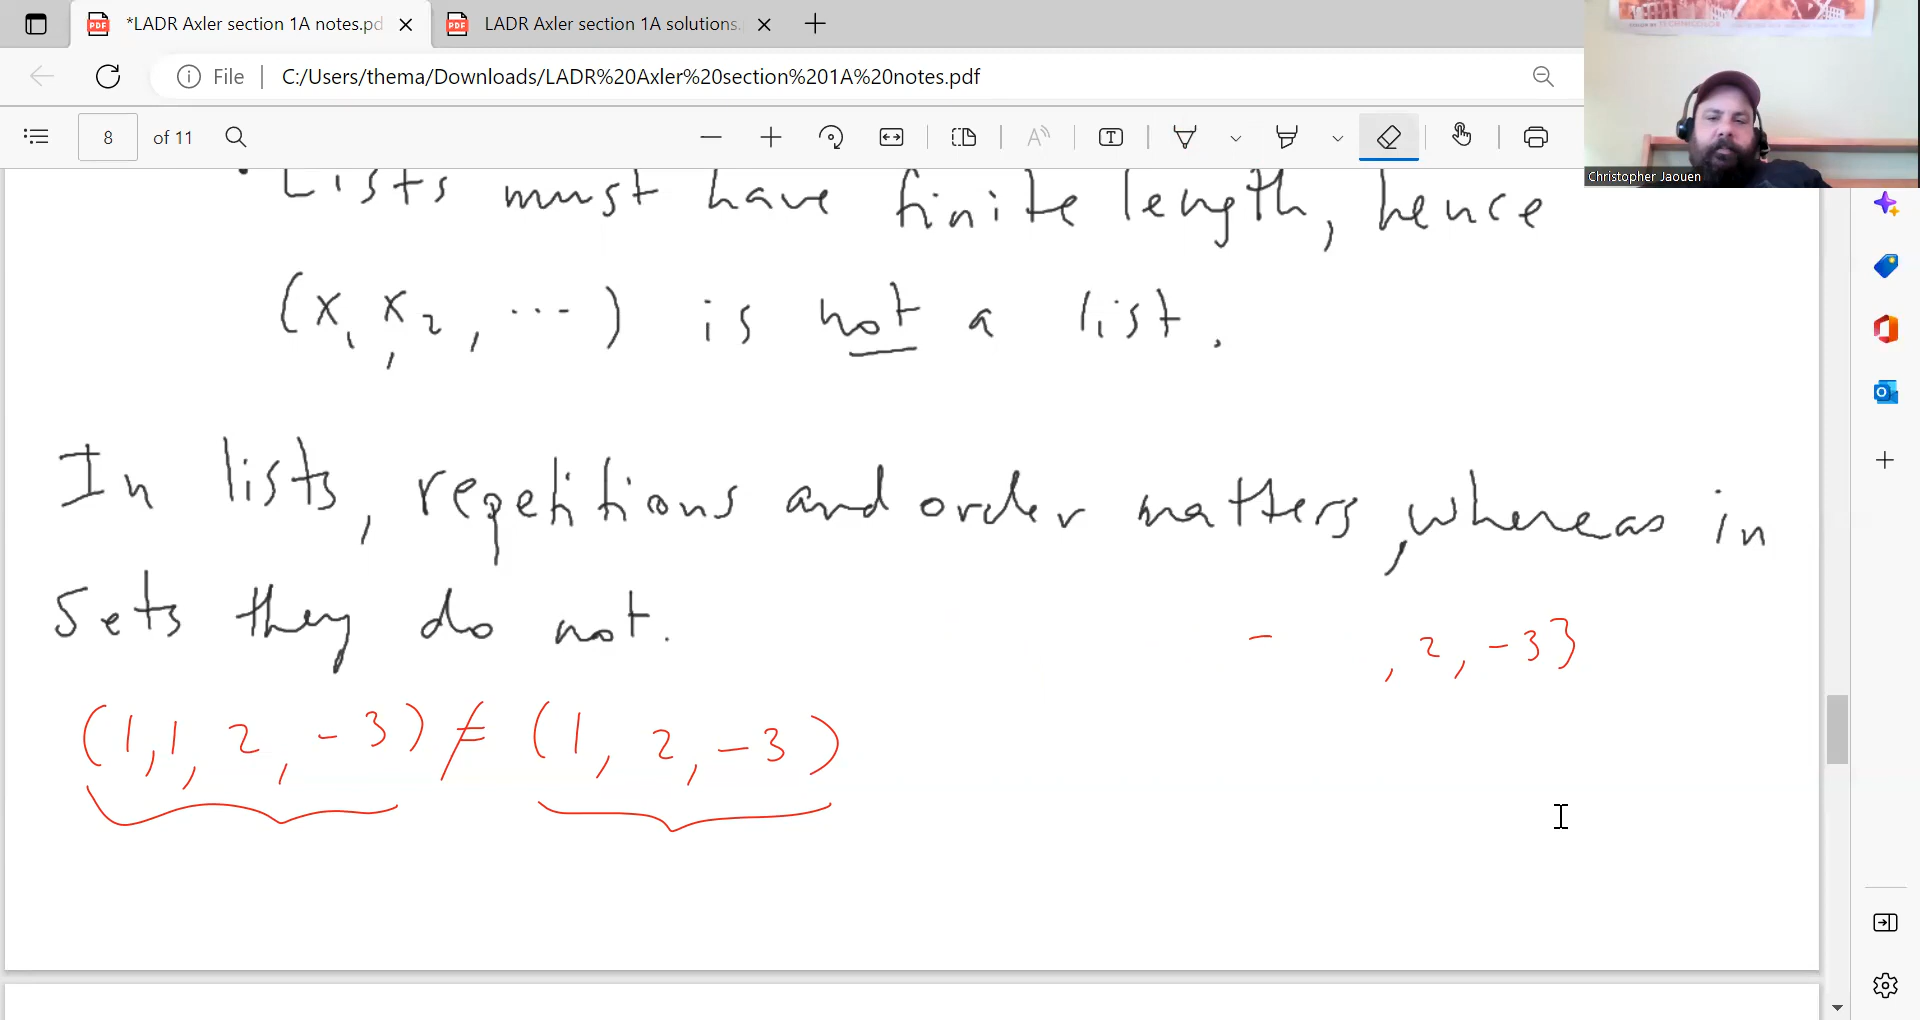 *LADR Axler section 1A notes.pd
LADR Axler section 1A solutions.
File
C:/Users/thema/Downloads/LADR%20Axler%20section%201A%20notes.pdf
8 of 11
Christopher Jaouen
• Lists must have finite length, hence
(x₁, x₂, ...) is not a list.
In lists, repetitions and order matters, whereas in
sets they do not.
- , 2, -3}
(1,1, 2, -3) ≠ (1, 2, -3)